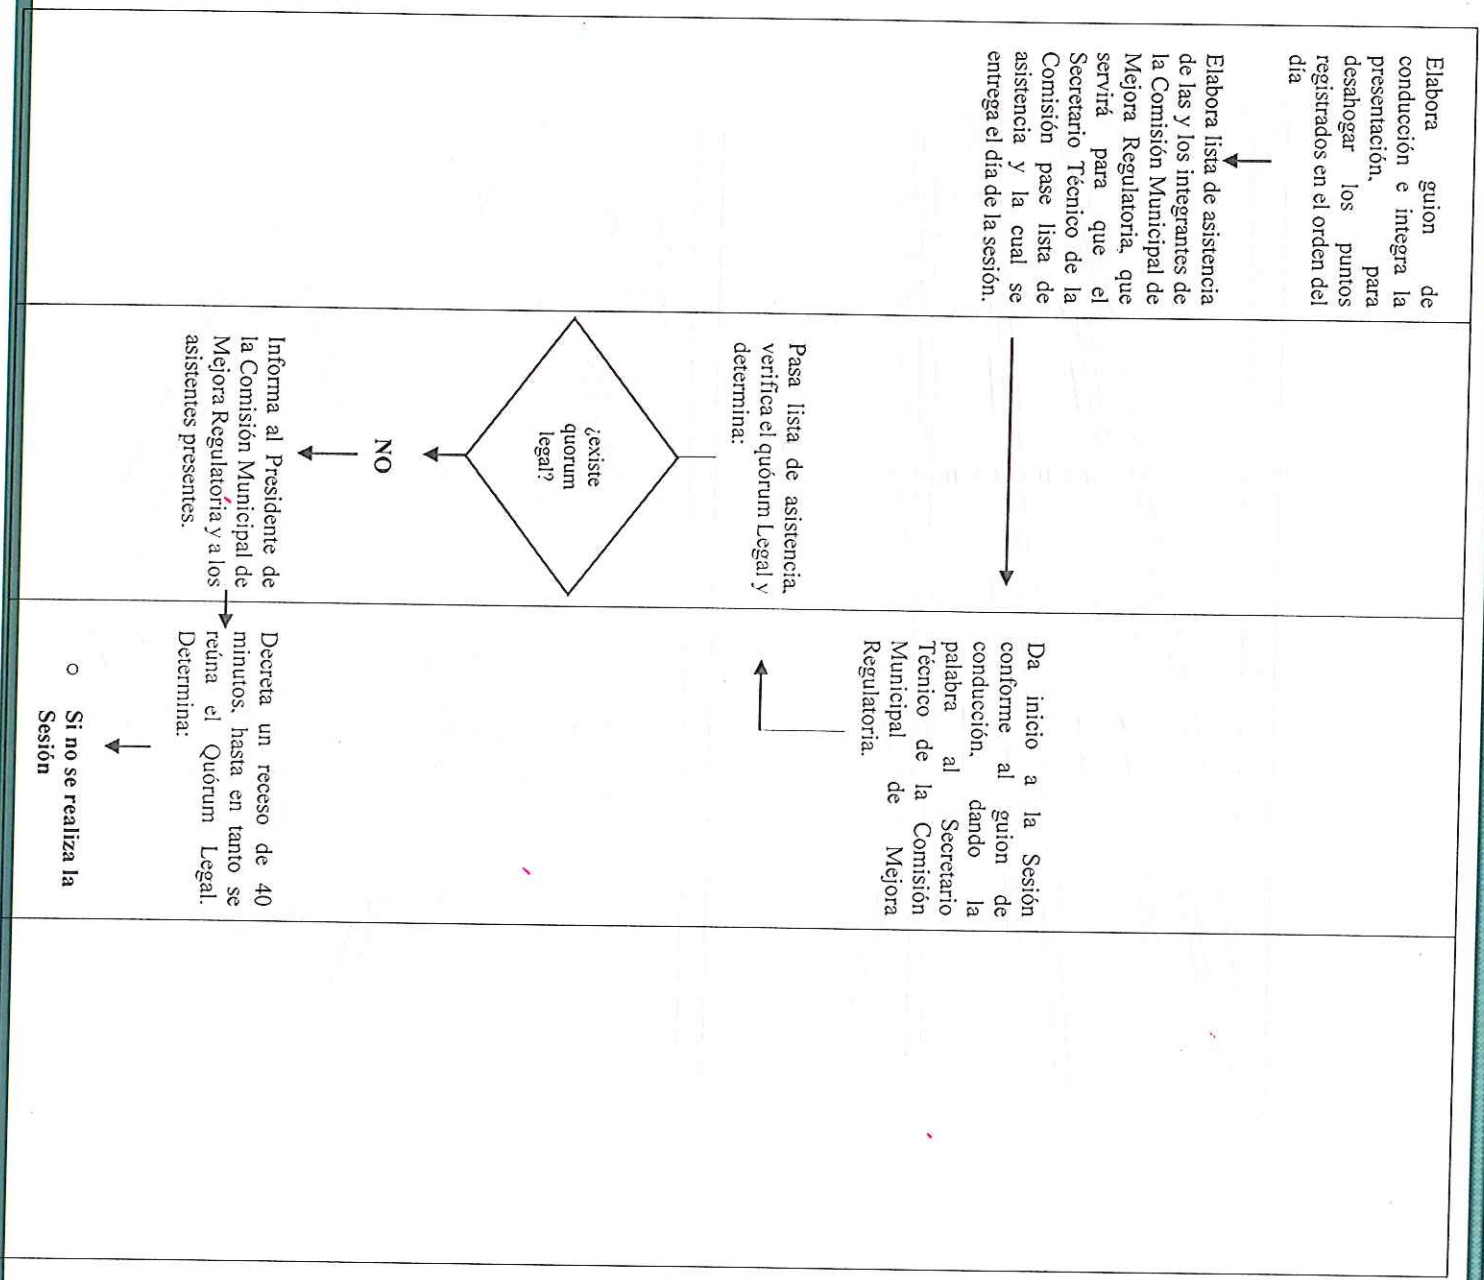 Elabora guion de
conducción e integra la
presentación, para
desahogar los puntos
registrados en el orden del
día
Elabora lista de asistencia
de las y los integrantes de
la Comisión Municipal de
Mejora Regulatoria, que
servirá para que el
Secretario Técnico de la
Comisión pase lista de
asistencia y la cual se
entrega el día de la sesión.
Da inicio a la Sesión
conforme al guion de
conducción, dando la
palabra al Secretario
Técnico de la Comisión
Municipal de Mejora
Regulatoria.
Pasa lista de asistencia,
verifica el quórum Legal y
determina:
¿existe
quorum
legal?
NO
Informa al Presidente de
la Comisión Municipal de
Mejora Regulatoria y a los
asistentes presentes.
Decreta un receso de 40
minutos, hasta en tanto se
reúna el Quórum Legal.
Determina:
o Si no se realiza la
Sesión